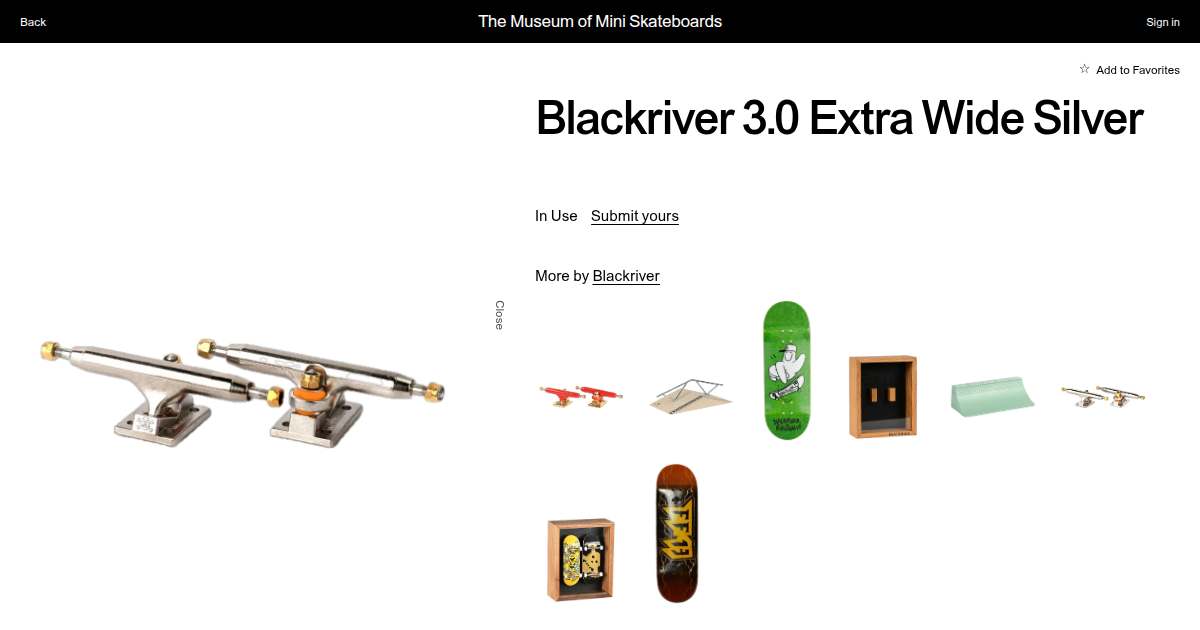 Back
The Museum of Mini Skateboards
Sign in
☆ Add to Favorites
Blackriver 3.0 Extra Wide Silver
In Use Submit yours
More by Blackriver
Close